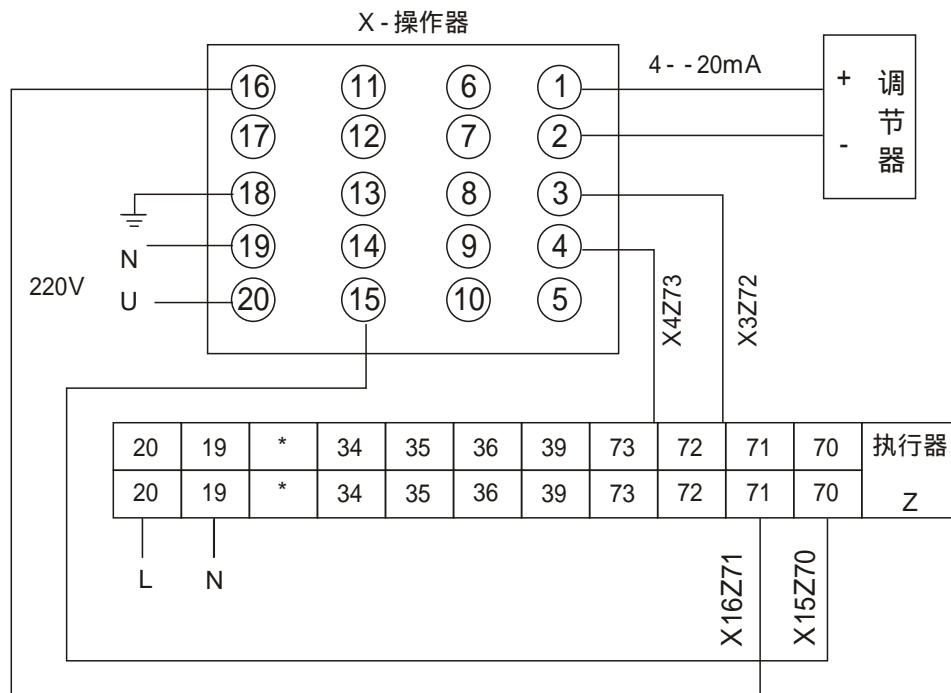 X - 操作器
16 11 6 1
17 12 7 2
18 13 8 3
19 14 9 4
20 15 10 5
4 - - 20mA
+
-
调节器
N
220V
U
X4Z73
X3Z72
20 19 * 34 35 36 39 73 72 71 70 执行器
20 19 * 34 35 36 39 73 72 71 70 Z
L N
X16Z71
X15Z70